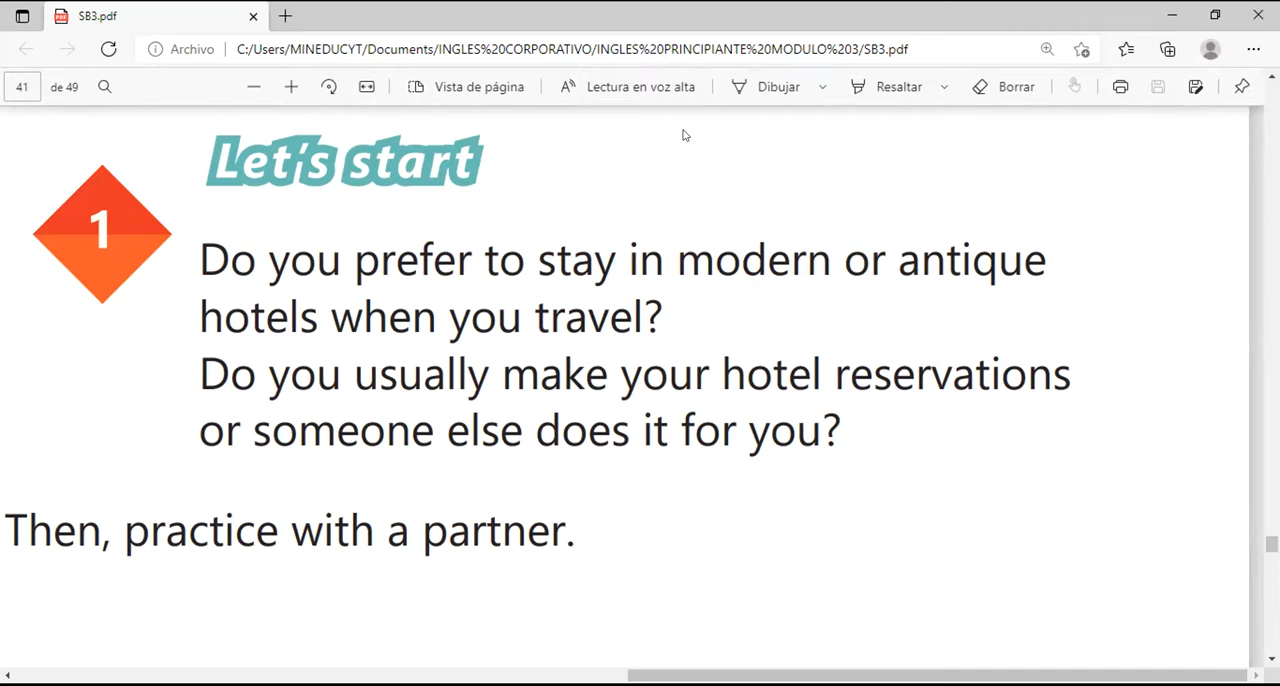 SB3.pdf
Archivo
C:/Users/MINEDUCYT/Documents/INGLES%20CORPORATIVO/INGLES%20PRINCIPIANTE%20MODULO%203/SB3.pdf
41 de 49
Vista de página
Lectura en voz alta
Dibujar
Resaltar
Borrar
Let's start
1
Do you prefer to stay in modern or antique
hotels when you travel?
Do you usually make your hotel reservations
or someone else does it for you?
Then, practice with a partner.